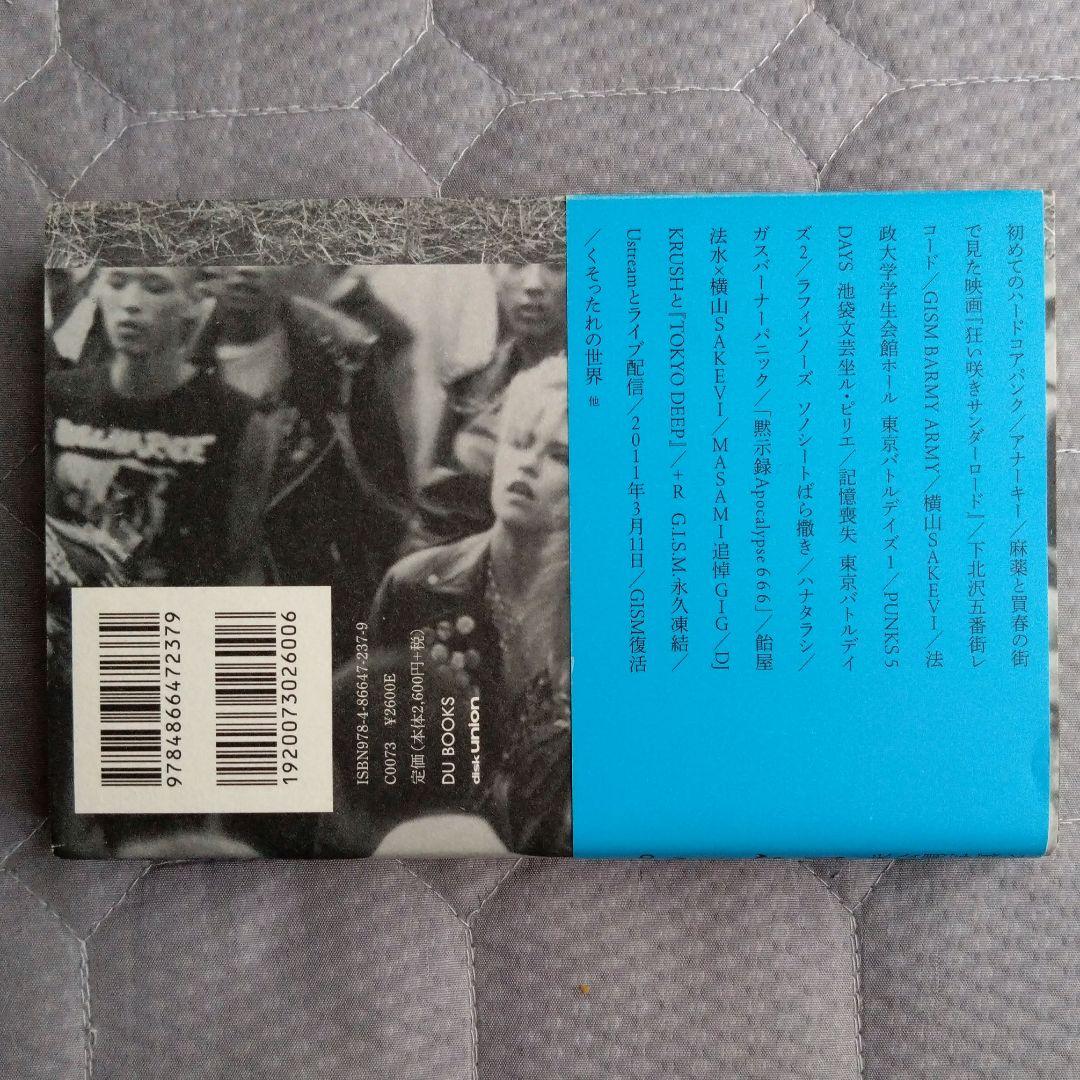 初めてのハードコアパンク／アナーキー／麻薬と買春の街
で見た映画『狂い咲きサンダーロード』／下北沢五番街レ
コード／GISM BARMY ARMY／横山SAKEVI／法
政大学学生会館ホール 東京バトルデイズ1／PUNKS 5
DAYS 池袋文芸坐ル・ピリエ／記憶喪失 東京バトルデイ
ズ2／ラフィンノーズ ソノシートばら撒き／ハナタラシ／
ガスバーナーパニック／「黙示録Apocalypse 666」／飴屋
法水×横山SAKEVI／MASAMI追悼GIG／DJ
KRUSHと『TOKYO DEEP』／+R G.I.S.M.永久凍結／
Ustreamとライブ配信／2011年3月11日／GISM復活
／くそったれの世界 他
ISBN978-4-86647-237-9
C0073 ¥2600E
定価（本体2,600円+税）
DU BOOKS
disk union
9784866472379
1920073026006